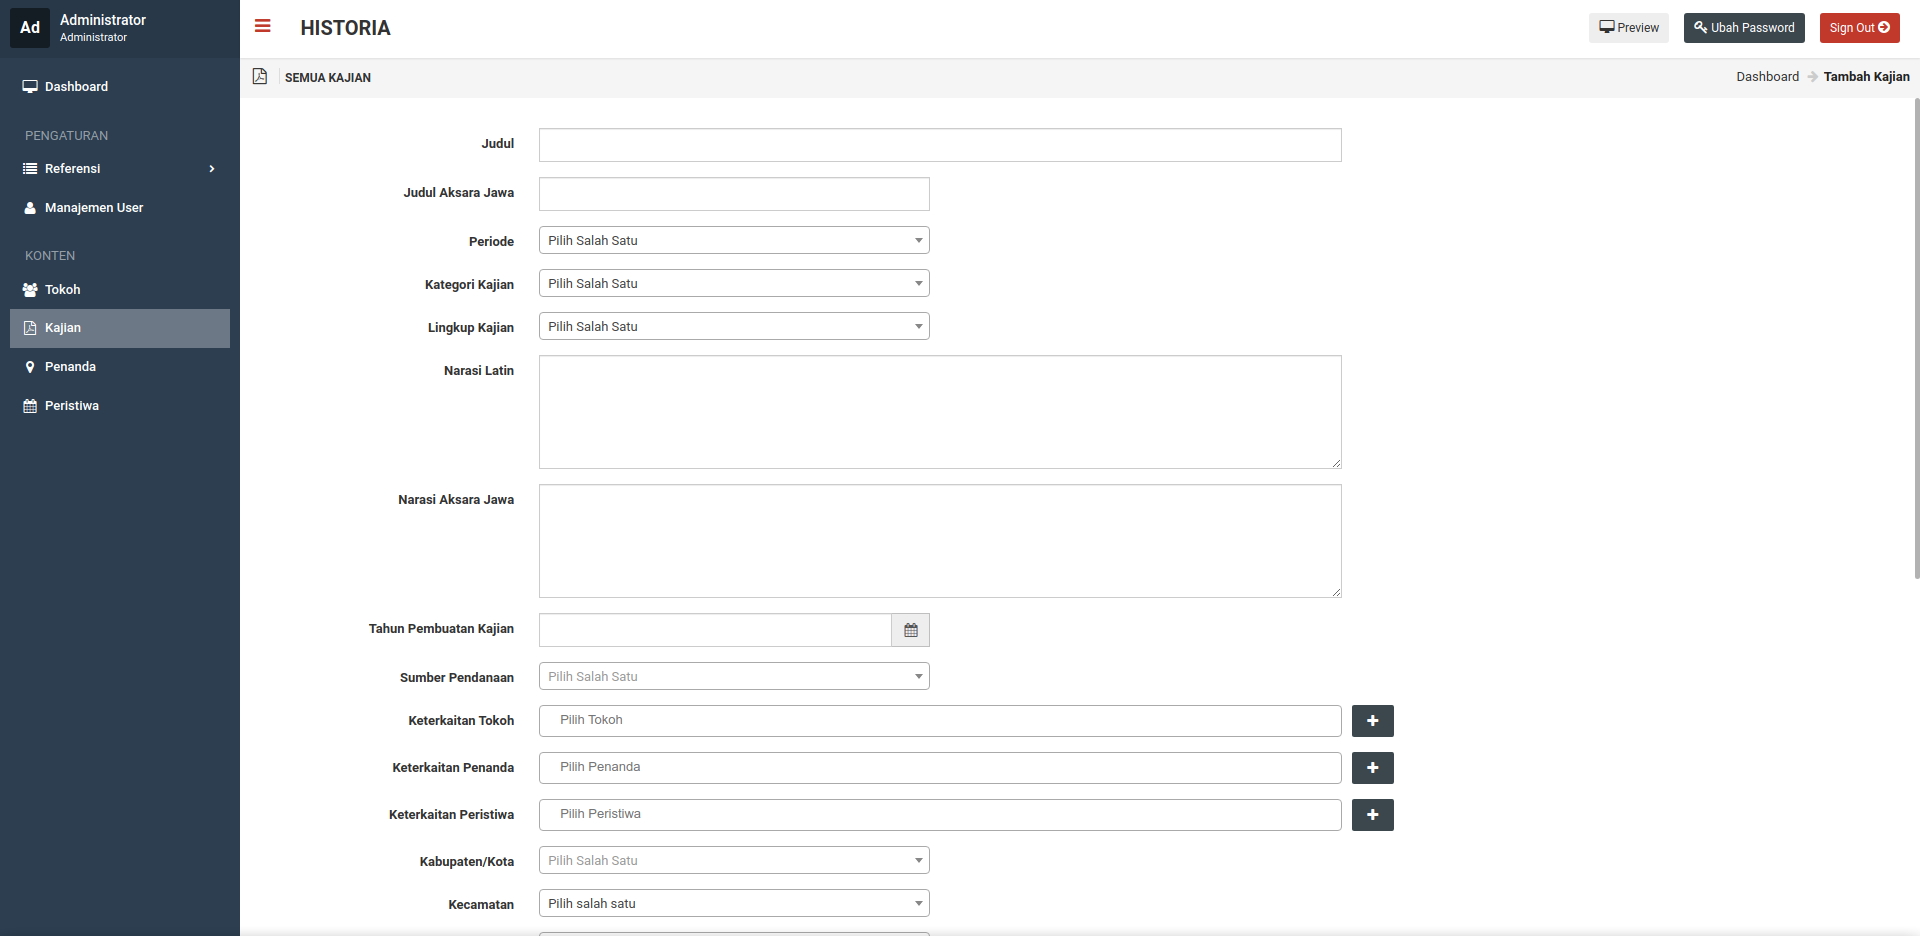 Ad
Administrator
Administrator
HISTORIA
Preview
Ubah Password
Sign Out
SEMUA KAJIAN
Dashboard
Tambah Kajian
Dashboard
PENGATURAN
Referensi
Manajemen User
KONTEN
Tokoh
Kajian
Penanda
Peristiwa
Judul
Judul Aksara Jawa
Periode Pilih Salah Satu
Kategori Kajian Pilih Salah Satu
Lingkup Kajian Pilih Salah Satu
Narasi Latin
Narasi Aksara Jawa
Tahun Pembuatan Kajian
Sumber Pendanaan Pilih Salah Satu
Keterkaitan Tokoh Pilih Tokoh
Keterkaitan Penanda Pilih Penanda
Keterkaitan Peristiwa Pilih Peristiwa
Kabupaten/Kota Pilih Salah Satu
Kecamatan Pilih salah satu